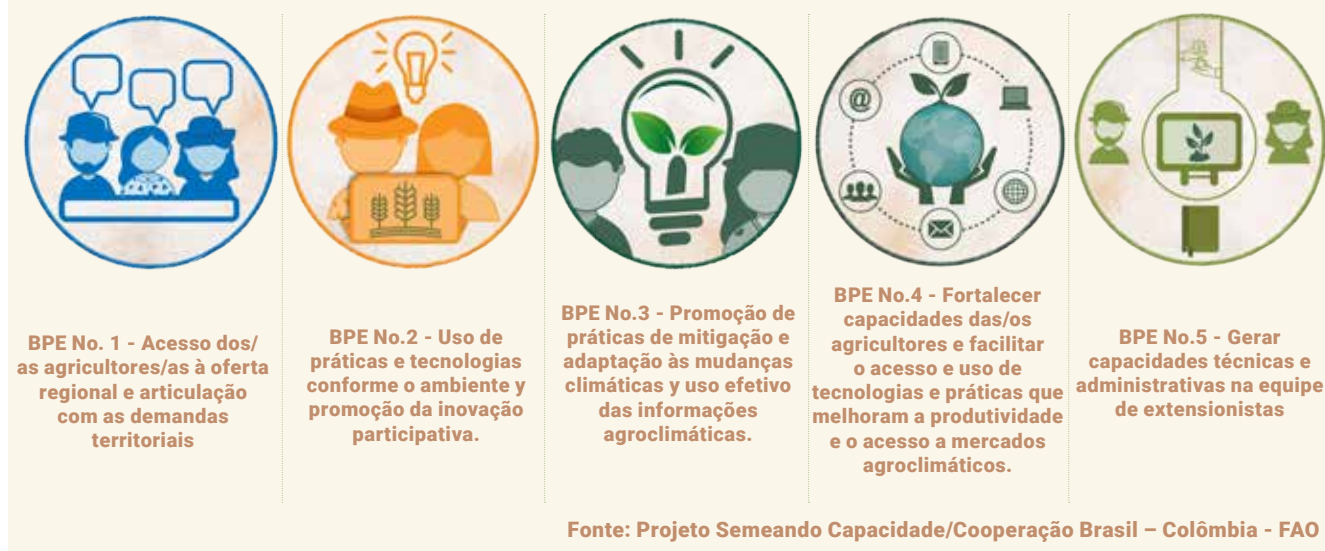 BPE No. 1 - Acesso dos/
as agricultores/as à oferta
regional e articulação
com as demandas
territoriais
BPE No.2 - Uso de
práticas e tecnologias
conforme o ambiente y
promoção da inovação
participativa.
BPE No.3 - Promoção de
práticas de mitigação e
adaptação às mudanças
climáticas y uso efetivo
das informações
agroclimáticas.
@
BPE No.4 - Fortalecer
capacidades das/os
agricultores e facilitar
o acesso e uso de
tecnologias e práticas que
melhoram a produtividade
e o acesso a mercados
agroclimáticos.
BPE No.5 - Gerar
capacidades técnicas e
administrativas na equipe
de extensionistas
Fonte: Projeto Semeando Capacidade/Cooperação Brasil – Colômbia - FAO